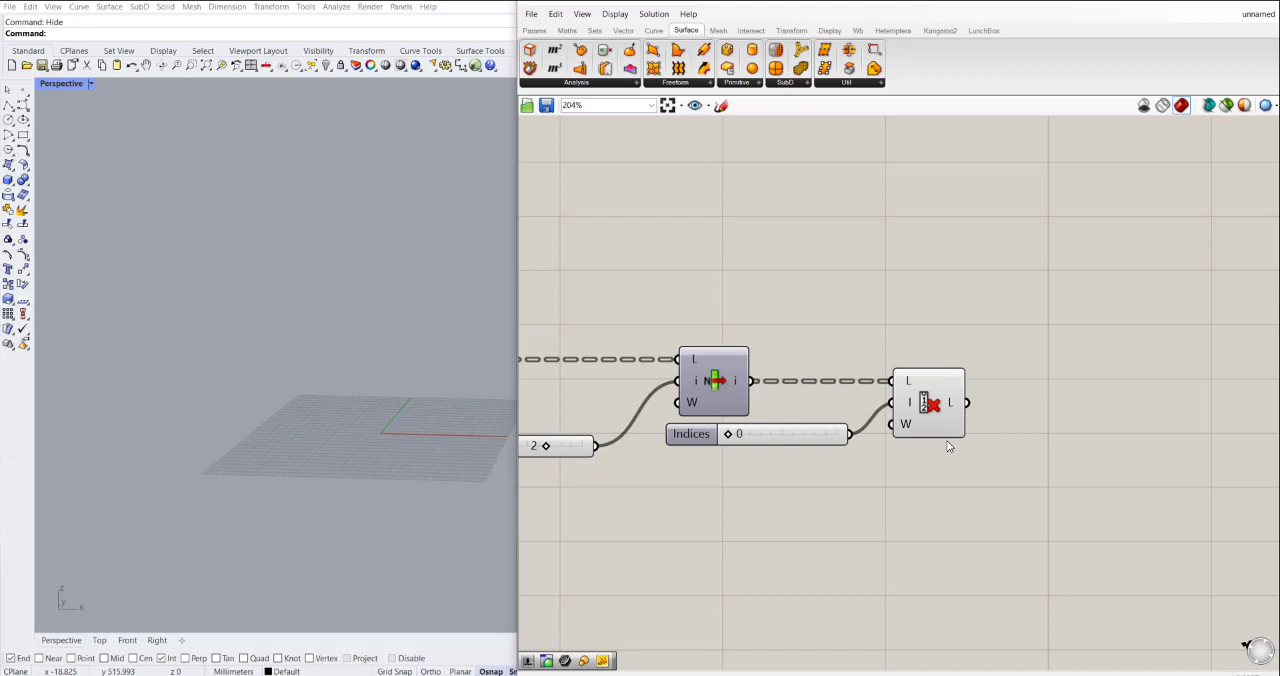 File Edit View Curve Surface SubD Solid Mesh Dimension Transform Tools Analyze Render Panels Help
Command: Hide
Command:
Standard CPlanes Set View Display Select Viewport Layout Visibility Transform Curve Tools Surface Tools
Perspective
z
y x
Perspective Top Front Right
End Near Point Mid Cen Int Perp Tan Quad Knot Vertex Project Disable
CPlane x -18.825 y 515.993 z 0 Millimeters Default Grid Snap Ortho Planar Osnap
File Edit View Display Solution Help unnamed
Params Maths Sets Vector Curve Surface Mesh Intersect Transform Display Wb Heteroptera Kangaroo2 LunchBox
m²
m³
Analysis Freeform Primitive SubD Util
204%
L
i N i
W
2
Indices 0
L
I L
W